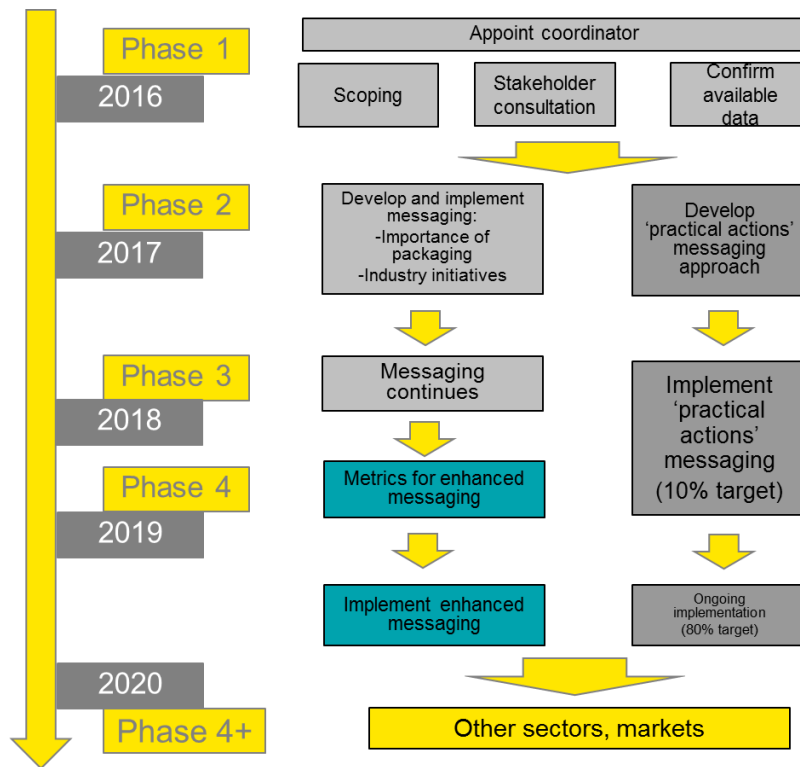 Phase 1
2016
Appoint coordinator
Scoping
Stakeholder
consultation
Confirm
available
data
Phase 2
2017
Develop and implement
messaging:
-Importance of
packaging
-Industry initiatives
Develop
‘practical actions’
messaging
approach
Phase 3
2018
Messaging
continues
Implement
‘practical
actions’
messaging
(10% target)
Phase 4
2019
Metrics for enhanced
messaging
Implement enhanced
messaging
Ongoing
implementation
(80% target)
2020
Phase 4+
Other sectors, markets